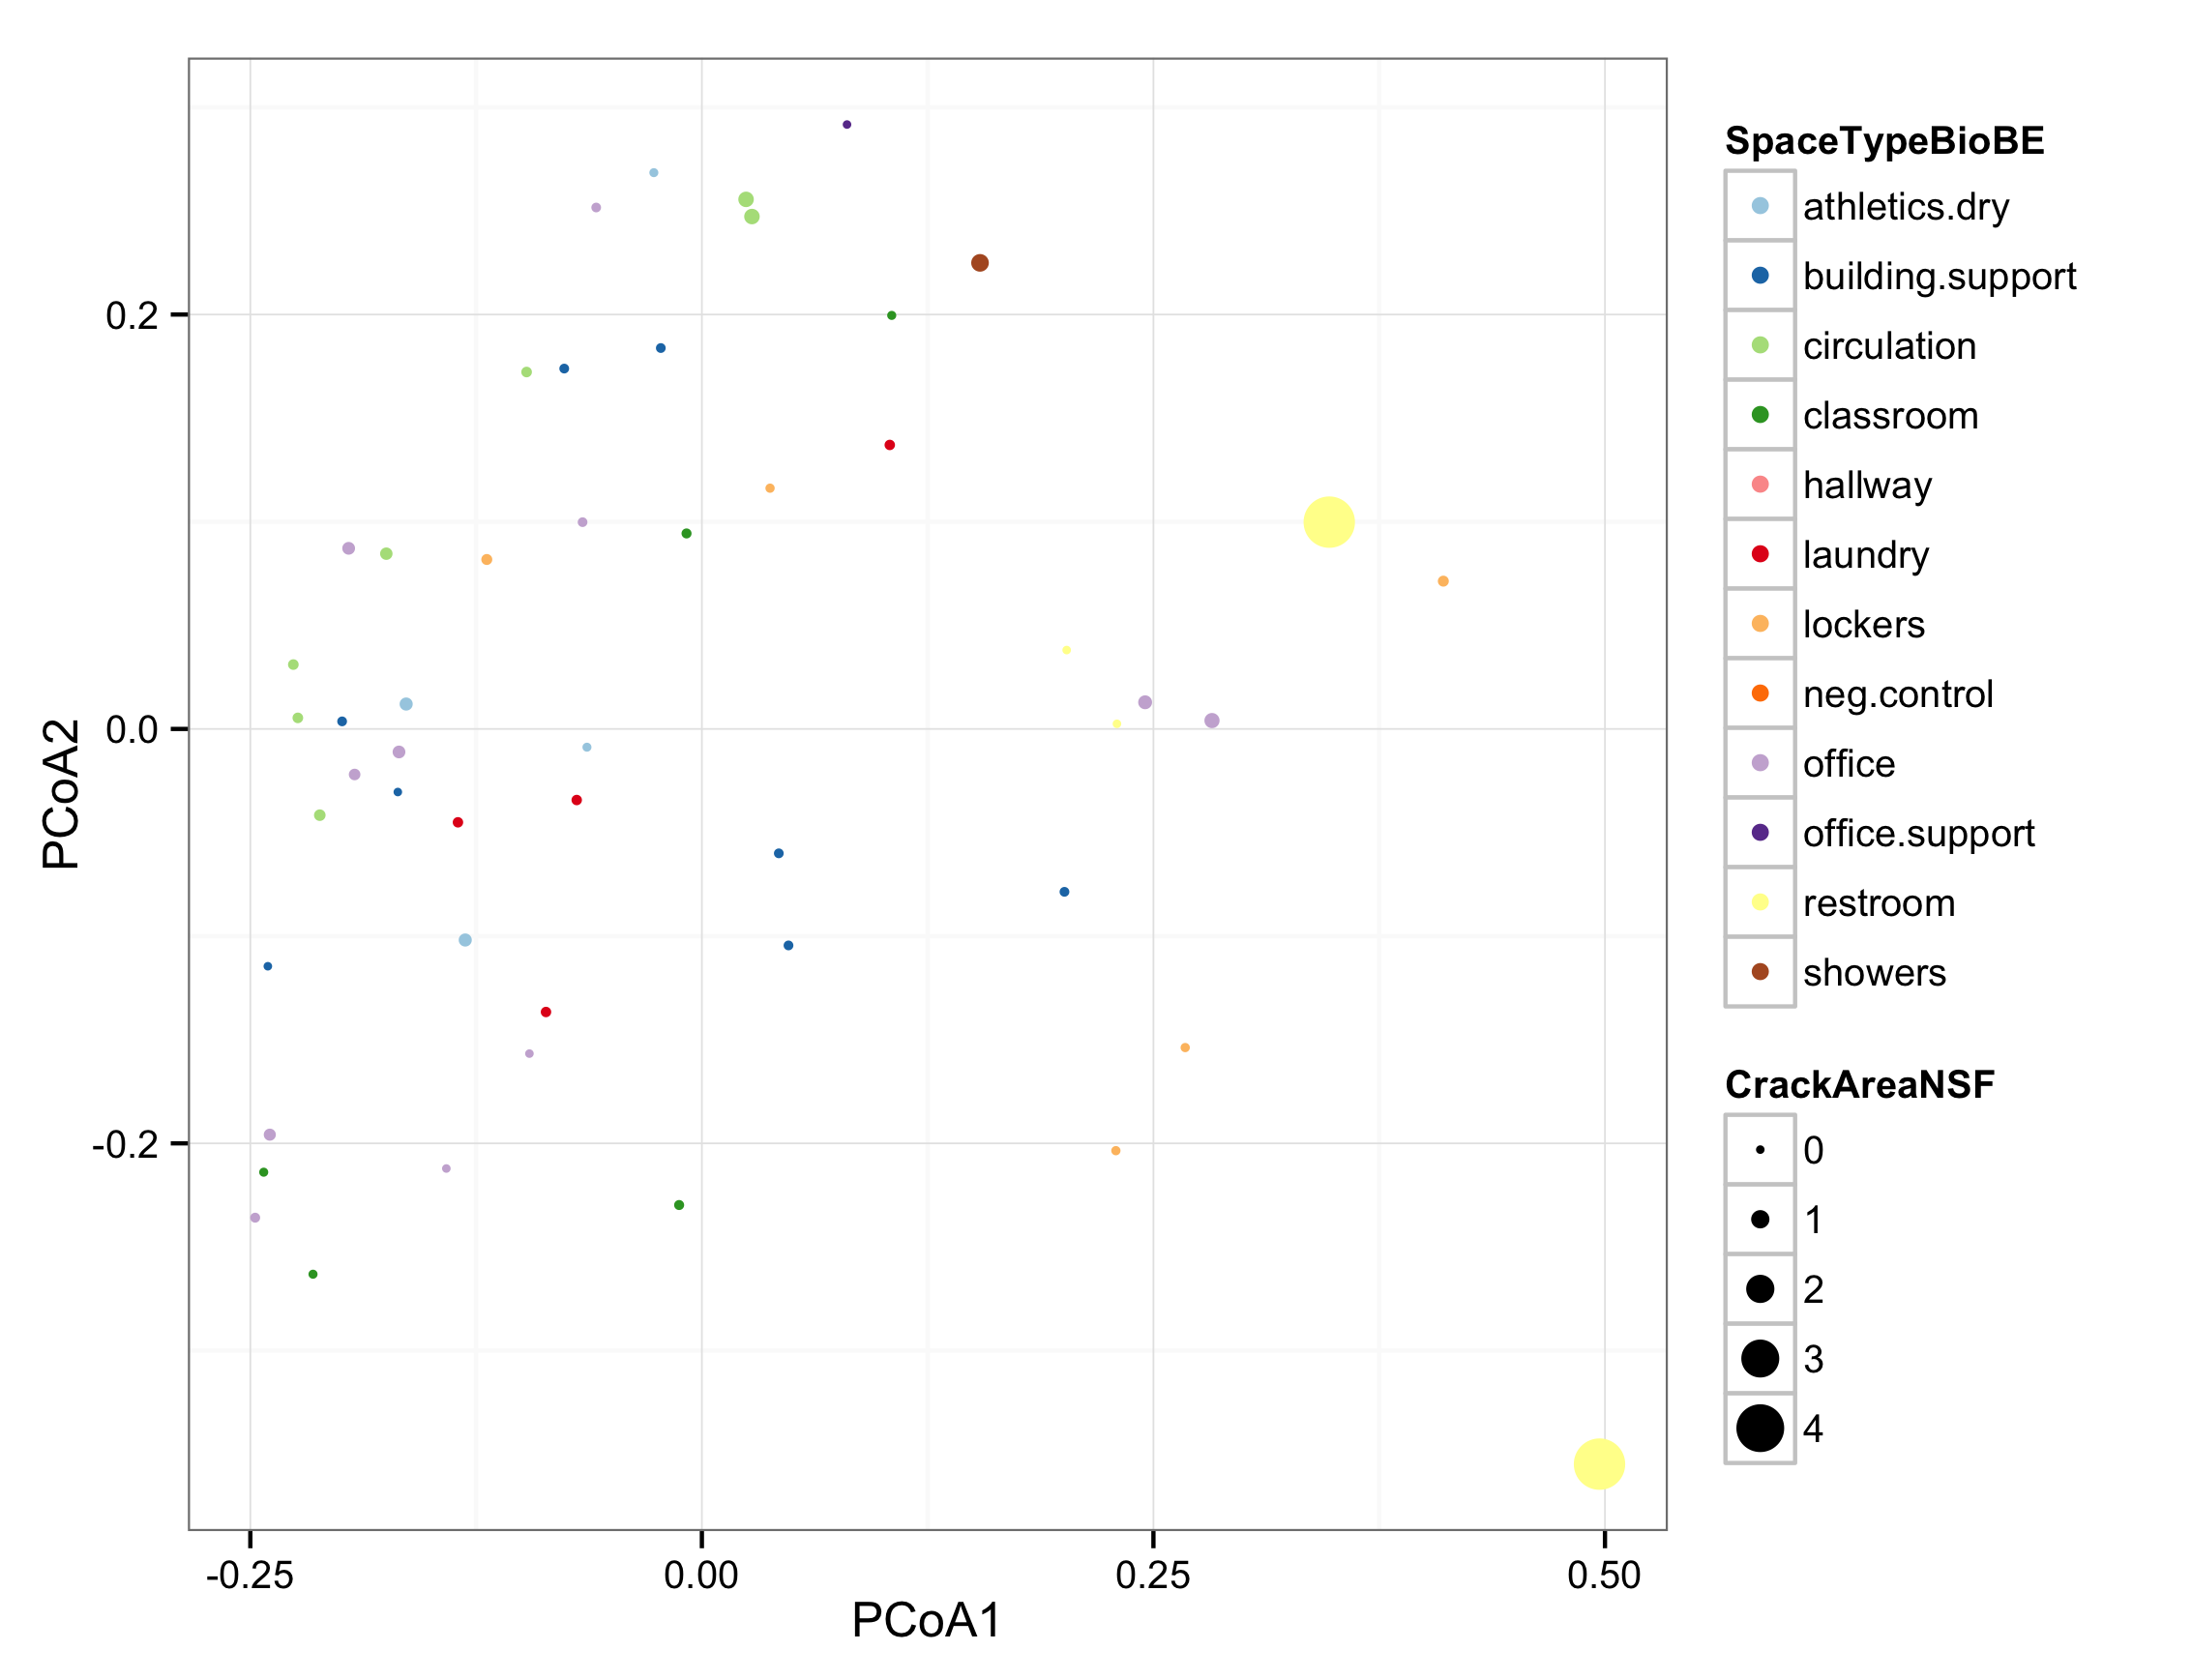 PCoA2
0.2
0.0
-0.2
-0.25
0.00
0.25
0.50
PCoA1
SpaceTypeBioBE
athletics.dry
building.support
circulation
classroom
hallway
laundry
lockers
neg.control
office
office.support
restroom
showers
CrackAreaNSF
0
1
2
3
4